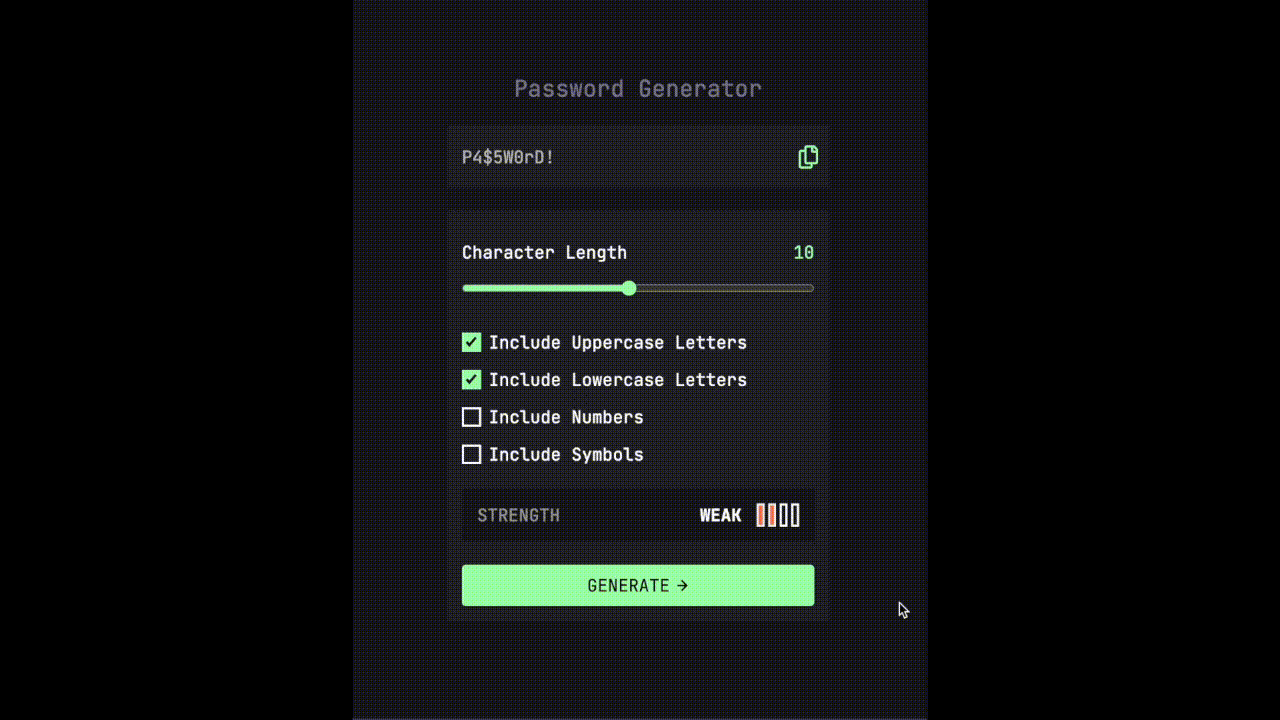 Password Generator
P4$5W0rD!
Character Length 10
Include Uppercase Letters
Include Lowercase Letters
Include Numbers
Include Symbols
STRENGTH WEAK
GENERATE →